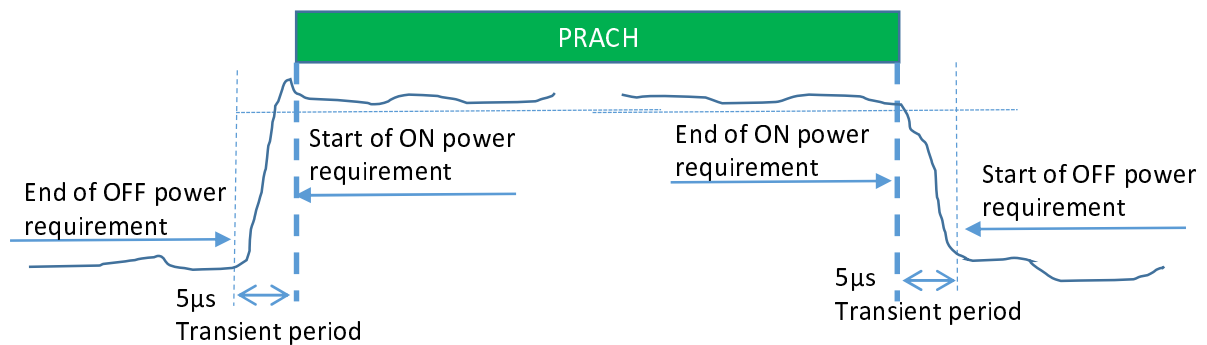 PRACH
Start of ON power
requirement
End of ON power
requirement
End of OFF power
requirement
Start of OFF power
requirement
5µs
Transient period
5µs
Transient period